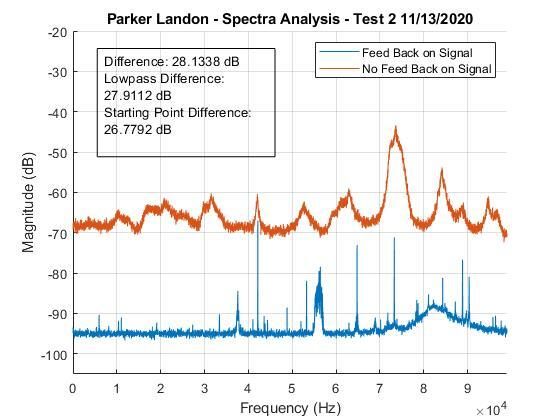 Parker Landon - Spectra Analysis - Test 2 11/13/2020
-20
-30
-40
-50
-60
-70
-80
-90
-100
Magnitude (dB)
Difference: 28.1338 dB
Lowpass Difference:
27.9112 dB
Starting Point Difference:
26.7792 dB
Feed Back on Signal
No Feed Back on Signal
0 1 2 3 4 5 6 7 8 9
×10⁴
Frequency (Hz)